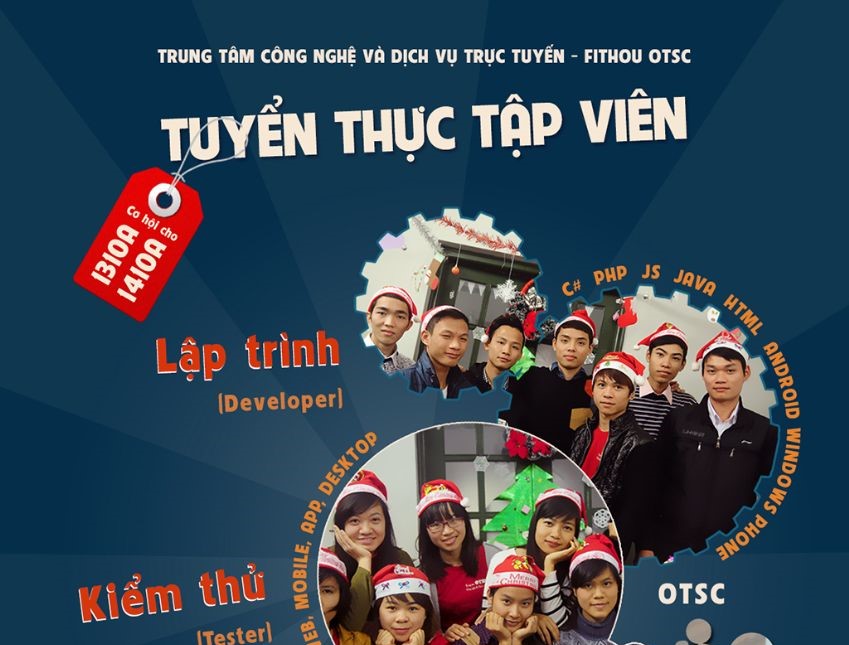 TRUNG TÂM CÔNG NGHỆ VÀ DỊCH VỤ TRỰC TUYẾN - FITHOU OTSC
TUYỂN THỰC TẬP VIÊN
Cơ hội cho
1310A
1410A
C# PHP JS JAVA HTML ANDROID WINDOWS PHONE
Lập trình
(Developer)
WEB, MOBILE, APP, DESKTOP
Kiểm thử
(Tester)
OTSC